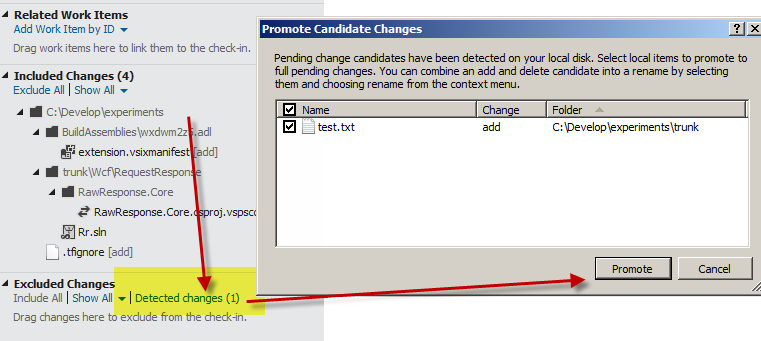 Related Work Items
Add Work Item by ID
Drag work items here to link them to the check-in.
Included Changes (4)
Exclude All | Show All
C:\Develop\experiments
BuildAssemblies\wxdwm2z5.adl
extension.vsixmanifest [add]
trunk\Wcf\RequestResponse
RawResponse.Core
RawResponse.Core.csproj.vspscc
Rr.sln
.tfignore [add]
Excluded Changes
Include All | Show All | Detected changes (1)
Drag changes here to exclude from the check-in.
Promote Candidate Changes
Pending change candidates have been detected on your local disk. Select local items to promote to
full pending changes. You can combine an add and delete candidate into a rename by selecting
them and choosing rename from the context menu.
Name Change Folder
test.txt add C:\Develop\experiments\trunk
Promote Cancel